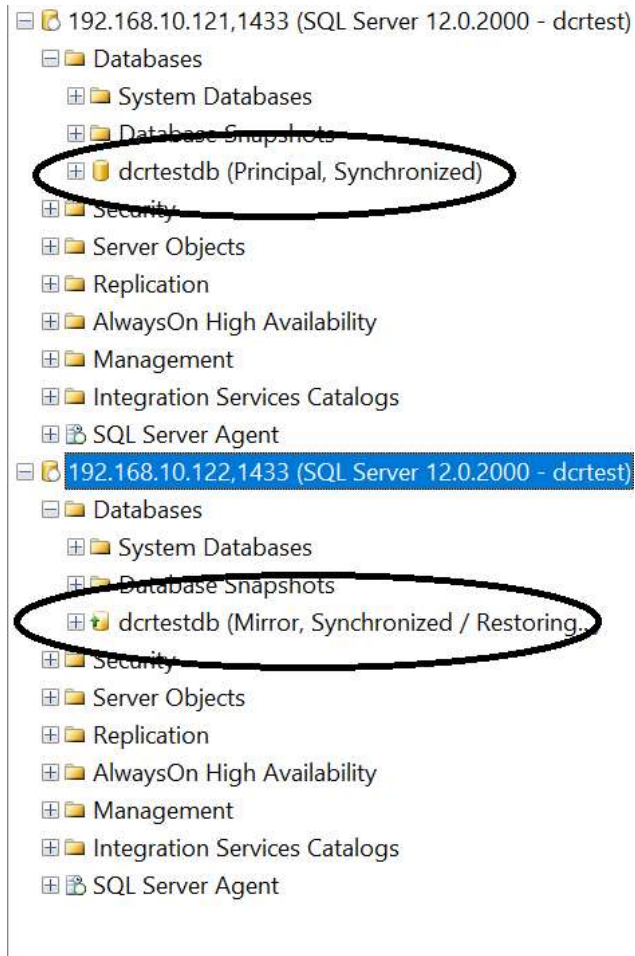 192.168.10.121,1433 (SQL Server 12.0.2000 - dcrtest)
Databases
System Databases
Database Snapshots
dcrtestdb (Principal, Synchronized)
Security
Server Objects
Replication
AlwaysOn High Availability
Management
Integration Services Catalogs
SQL Server Agent
192.168.10.122,1433 (SQL Server 12.0.2000 - dcrtest)
Databases
System Databases
Database Snapshots
dcrtestdb (Mirror, Synchronized / Restoring...)
Security
Server Objects
Replication
AlwaysOn High Availability
Management
Integration Services Catalogs
SQL Server Agent